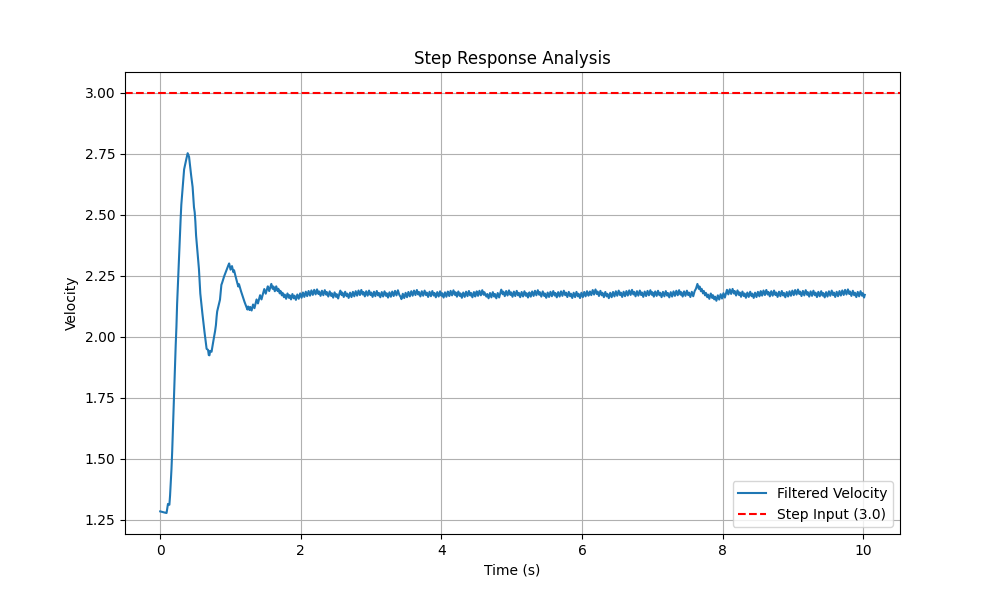 Step Response Analysis
3.00
2.75
2.50
2.25
2.00
1.75
1.50
1.25
Velocity
Filtered Velocity
Step Input (3.0)
0 2 4 6 8 10
Time (s)